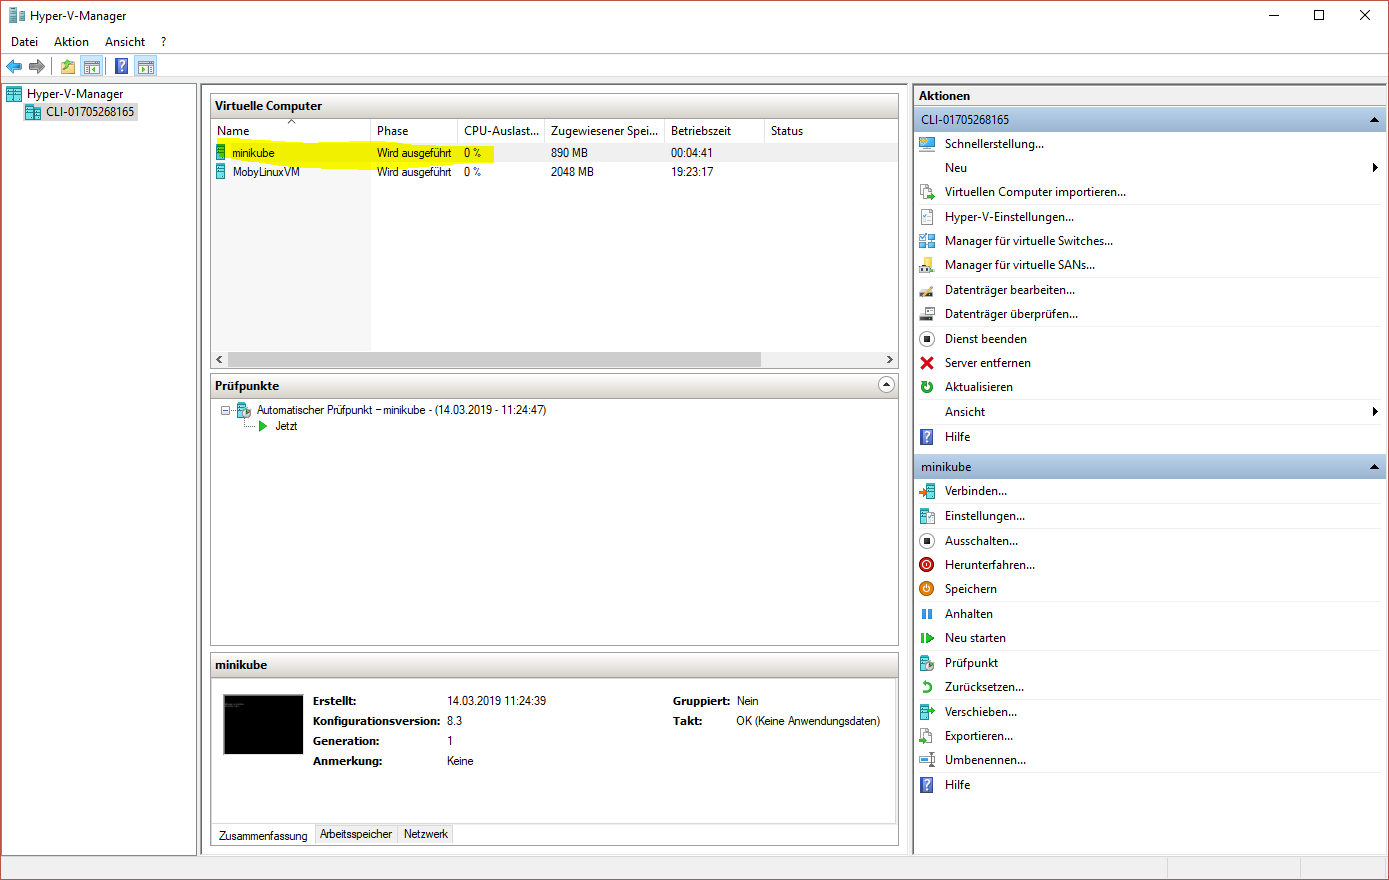 Hyper-V-Manager
Datei Aktion Ansicht ?
Hyper-V-Manager
CLI-01705268165
Virtuelle Computer
Name Phase CPU-Auslast... Zugewiesener Spei... Betriebszeit Status
minikube Wird ausgeführt 0 % 890 MB 00:04:41
MobyLinuxVM Wird ausgeführt 0 % 2048 MB 19:23:17
Prüfpunkte
Automatischer Prüfpunkt – minikube - (14.03.2019 - 11:24:47)
Jetzt
minikube
Erstellt: 14.03.2019 11:24:39 Gruppiert: Nein
Konfigurationsversion: 8.3 Takt: OK (Keine Anwendungsdaten)
Generation: 1
Anmerkung: Keine
Zusammenfassung Arbeitsspeicher Netzwerk
Aktionen
CLI-01705268165
Schnellerstellung...
Neu
Virtuellen Computer importieren...
Hyper-V-Einstellungen...
Manager für virtuelle Switches...
Manager für virtuelle SANs...
Datenträger bearbeiten...
Datenträger überprüfen...
Dienst beenden
Server entfernen
Aktualisieren
Ansicht
Hilfe
minikube
Verbinden...
Einstellungen...
Ausschalten...
Herunterfahren...
Speichern
Anhalten
Neu starten
Prüfpunkt
Zurücksetzen...
Verschieben...
Exportieren...
Umbenennen...
Hilfe